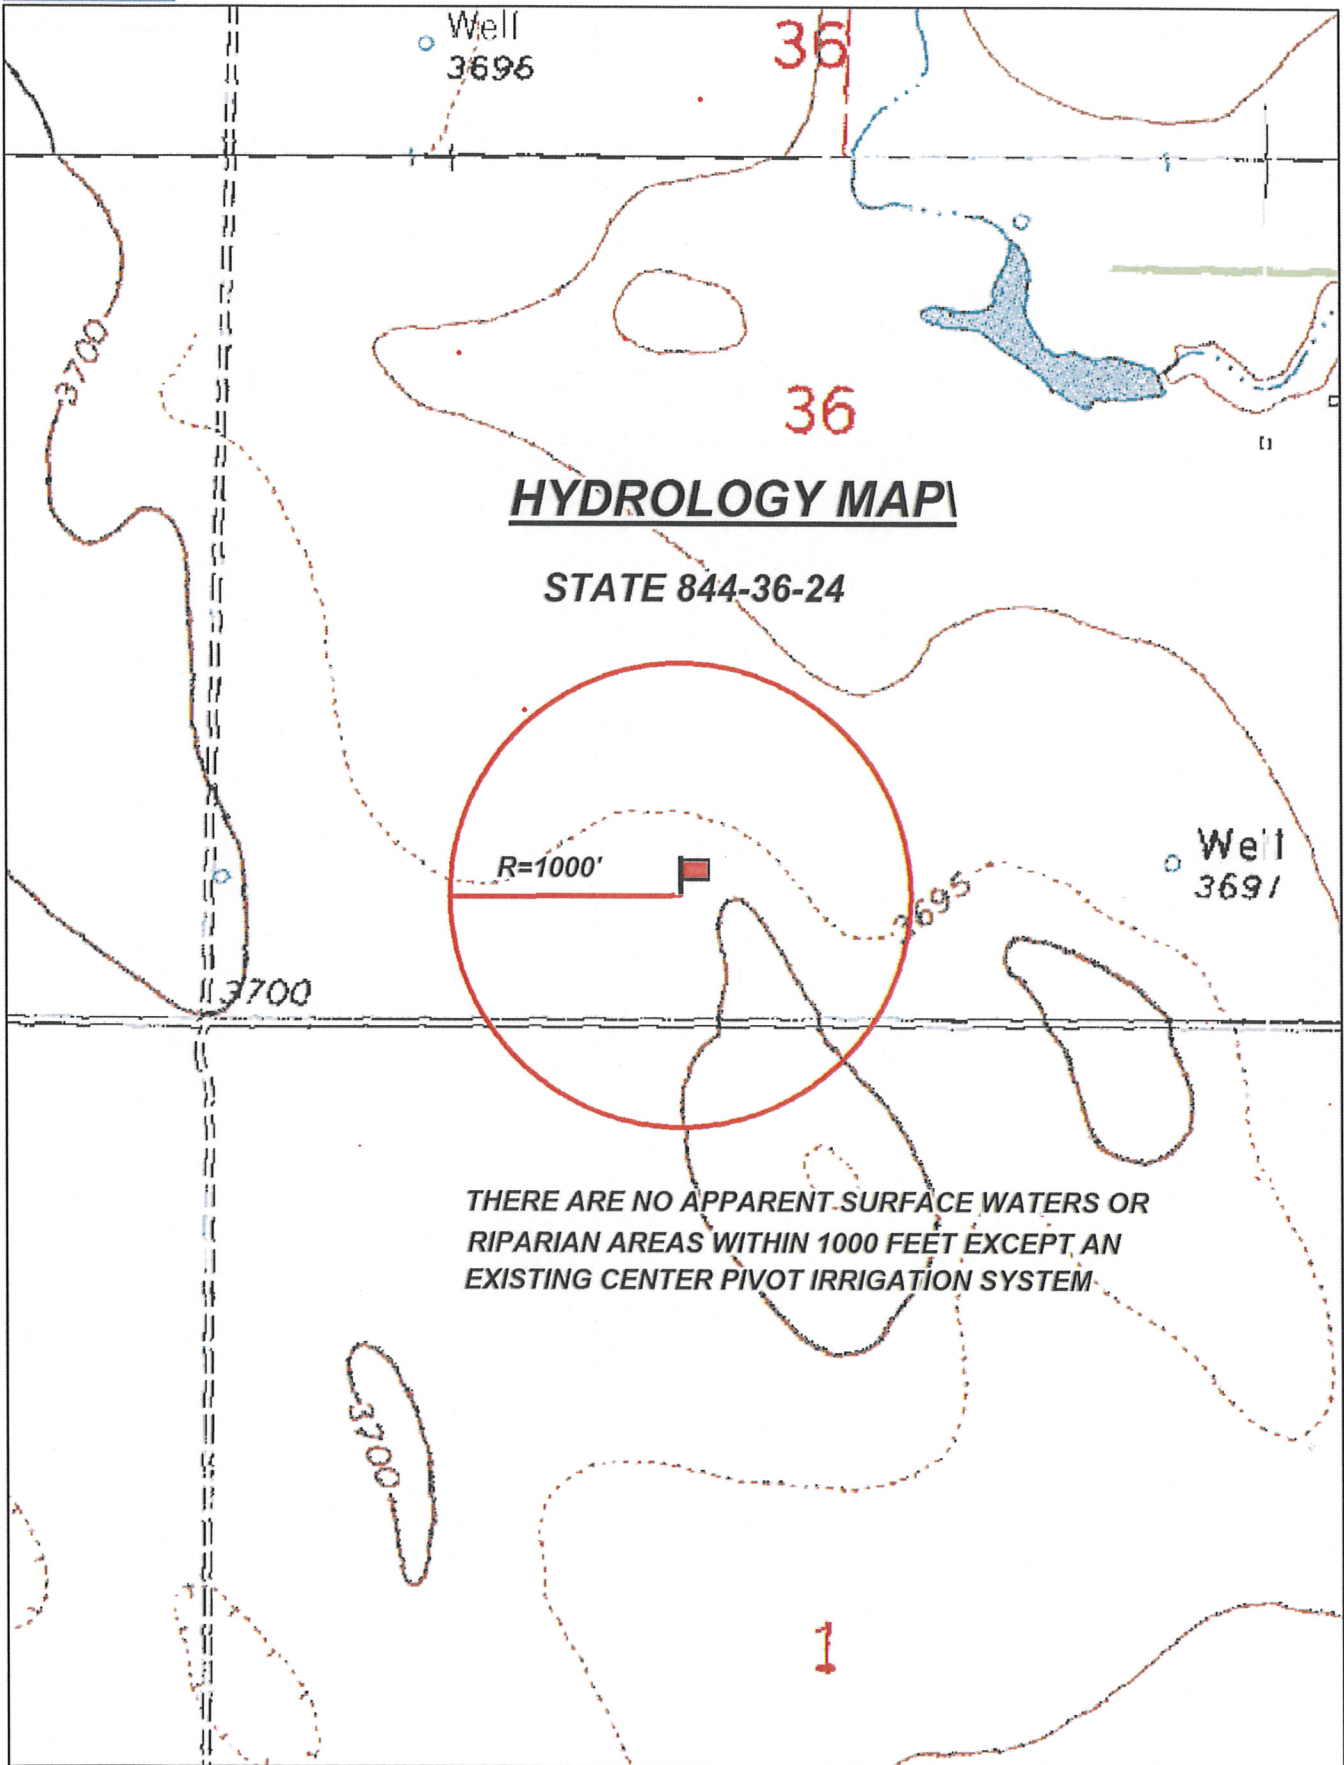 Well
3696
36
3700
36
HYDROLOGY MAP\
STATE 844-36-24
R=1000'
3695
Well
3691
3700
THERE ARE NO APPARENT SURFACE WATERS OR
RIPARIAN AREAS WITHIN 1000 FEET EXCEPT AN
EXISTING CENTER PIVOT IRRIGATION SYSTEM
3700
1